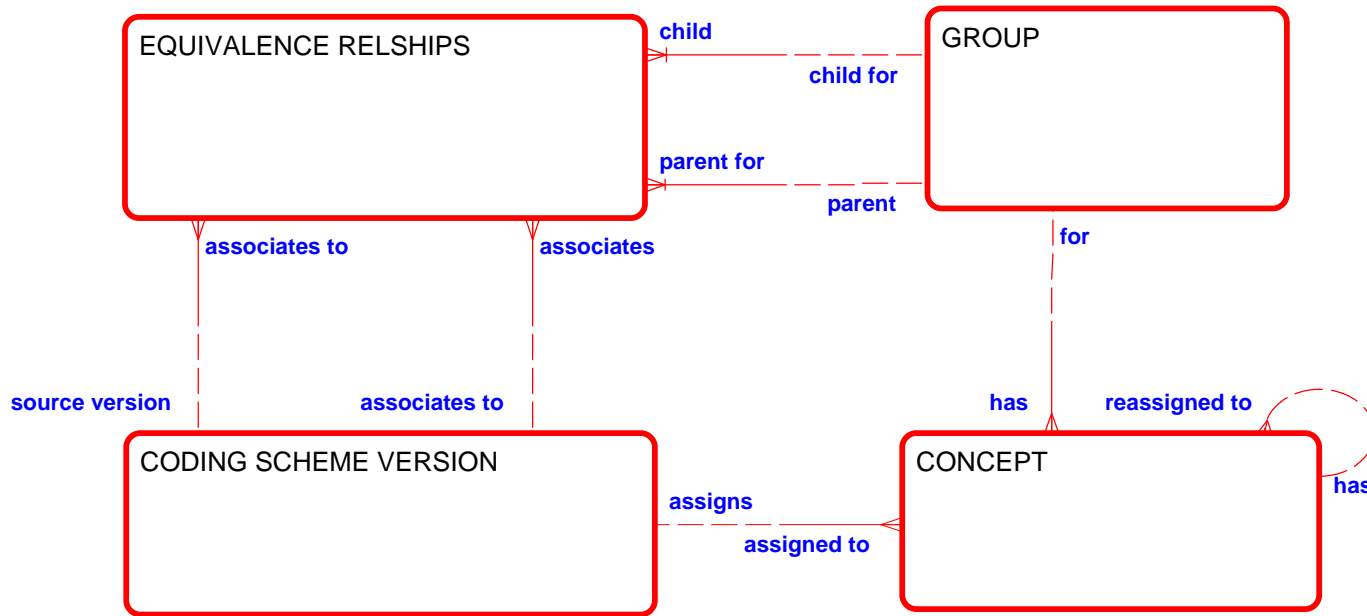 EQUIVALENCE RELSHIPS
child
child for
GROUP
parent for
parent
associates to
associates
for
source version
associates to
has
reassigned to
has
CODING SCHEME VERSION
assigns
assigned to
CONCEPT